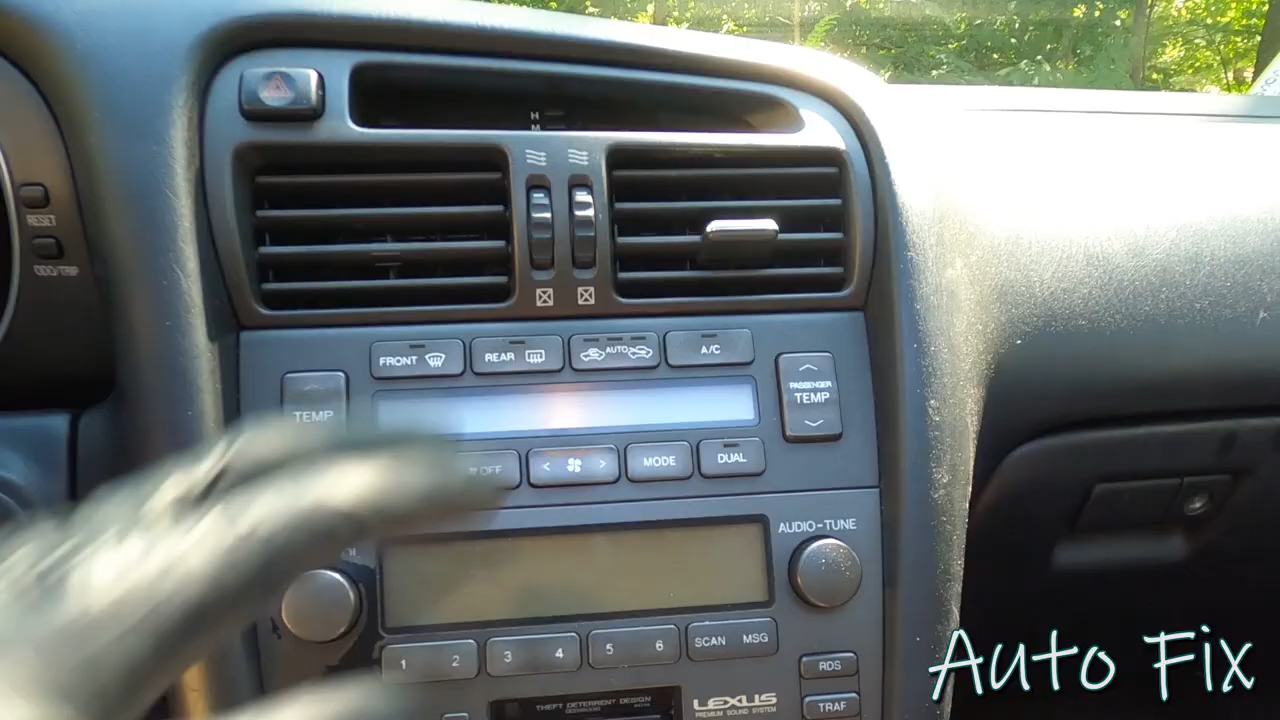 H
M
RESET
ODO/TRIP
FRONT
REAR
AUTO
A/C
TEMP
PASSENGER
TEMP
OFF
< >
MODE
DUAL
AUDIO-TUNE
1 2
3 4
5 6
SCAN MSG
RDS
THEFT DETERRENT DESIGN
LEXUS
PREMIUM SOUND SYSTEM
TRAF
Auto Fix